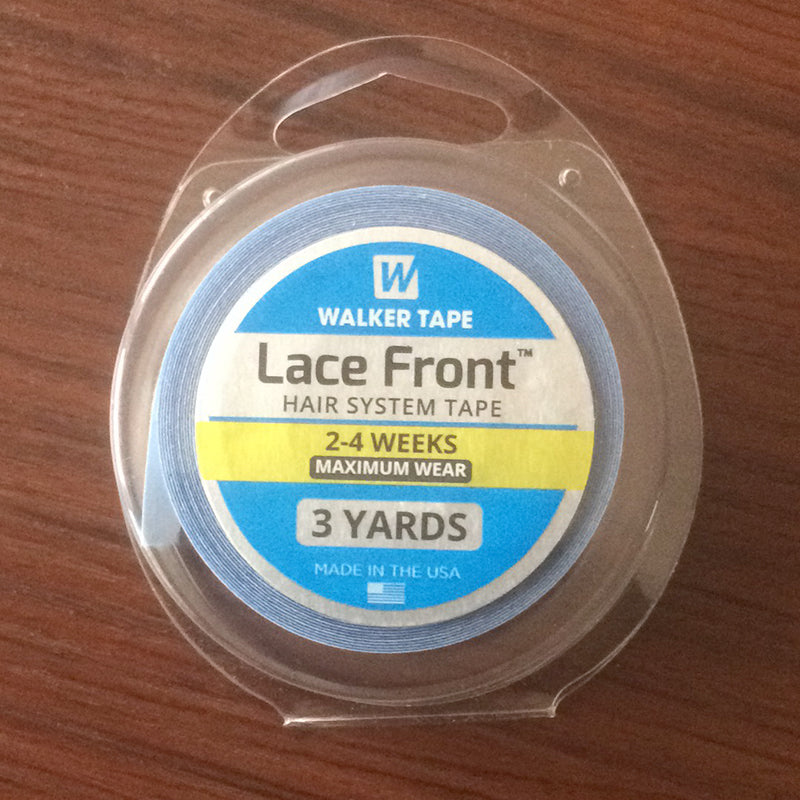 W
WALKER TAPE
Lace Front™
HAIR SYSTEM TAPE
2-4 WEEKS
MAXIMUM WEAR
3 YARDS
MADE IN THE USA